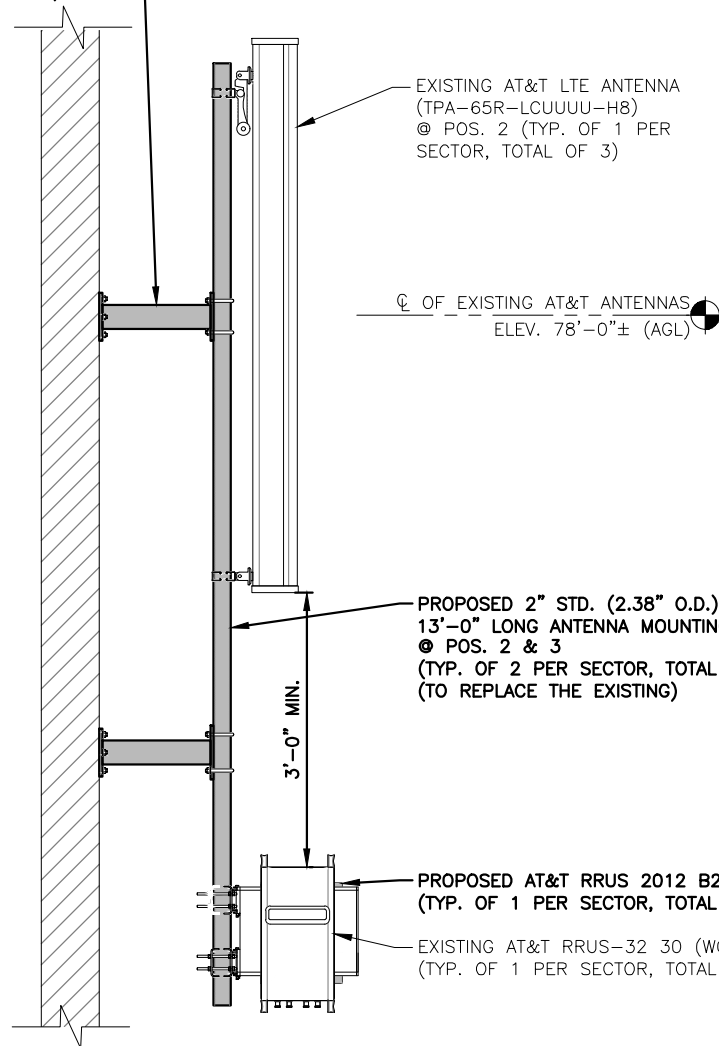 EXISTING AT&T LTE ANTENNA
(TPA-65R-LCUUUU-H8)
@ POS. 2 (TYP. OF 1 PER
SECTOR, TOTAL OF 3)
℄ OF EXISTING AT&T ANTENNAS
ELEV. 78'-0"± (AGL)
PROPOSED 2" STD. (2.38" O.D.)
13'-0" LONG ANTENNA
@ POS. 2 & 3
(TYP. OF 2 PER SECTOR, TOTAL
(TO REPLACE THE EXISTING)
3'-0" MIN.
PROPOSED AT&T RRUS 2012 B2
(TYP. OF 1 PER SECTOR, TOTAL
EXISTING AT&T RRUS-32 30
(TYP. OF 1 PER SECTOR, TOTAL